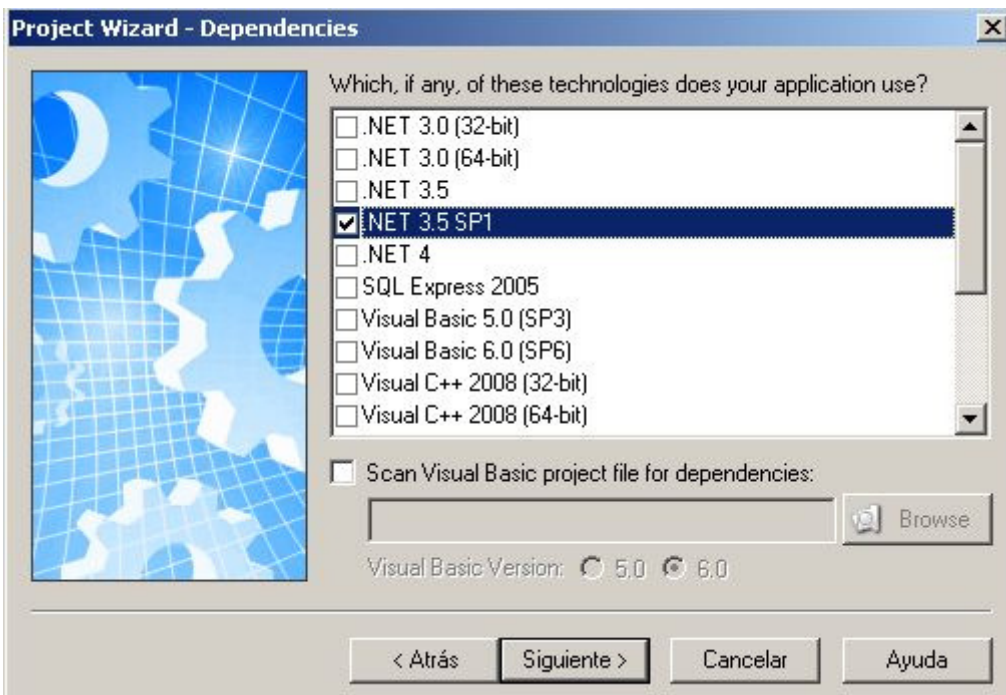 Project Wizard - Dependencies
Which, if any, of these technologies does your application use?
.NET 3.0 (32-bit)
.NET 3.0 (64-bit)
.NET 3.5
.NET 3.5 SP1
.NET 4
SQL Express 2005
Visual Basic 5.0 (SP3)
Visual Basic 6.0 (SP6)
Visual C++ 2008 (32-bit)
Visual C++ 2008 (64-bit)
Scan Visual Basic project file for dependencies:
Browse
Visual Basic Version: 5.0 6.0
< Atrás Siguiente > Cancelar Ayuda